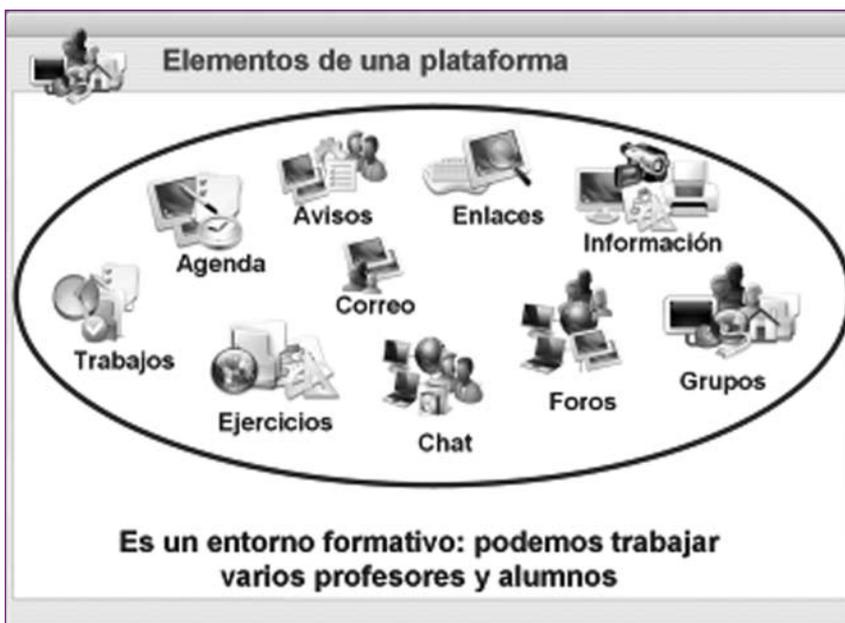 Elementos de una plataforma
Avisos
Enlaces
Información
Agenda
Correo
Trabajos
Ejercicios
Chat
Foros
Grupos
Es un entorno formativo: podemos trabajar
varios profesores y alumnos